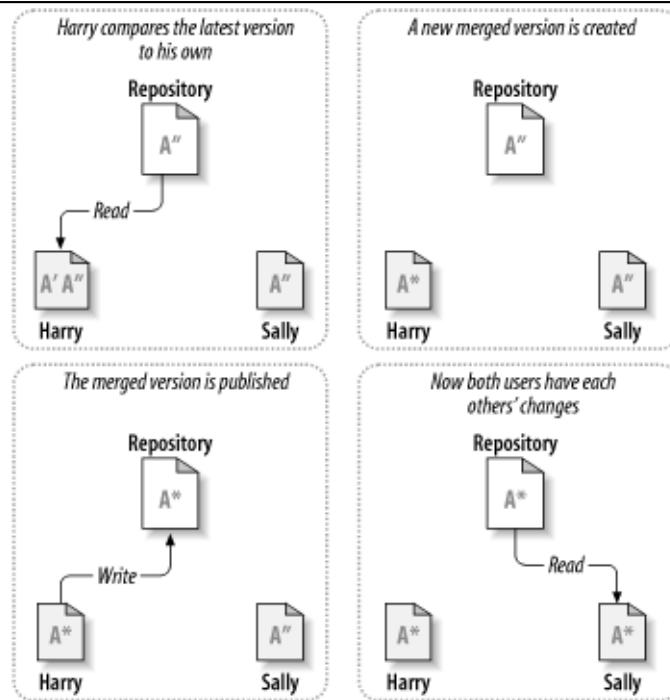 Harry compares the latest version
to his own
Repository
A″
Read
A′ A″
A″
Harry
Sally
A new merged version is created
Repository
A″
A*
A″
Harry
Sally
The merged version is published
Repository
A*
Write
A*
A″
Harry
Sally
Now both users have each
others’ changes
Repository
A*
Read
A*
A*
Harry
Sally